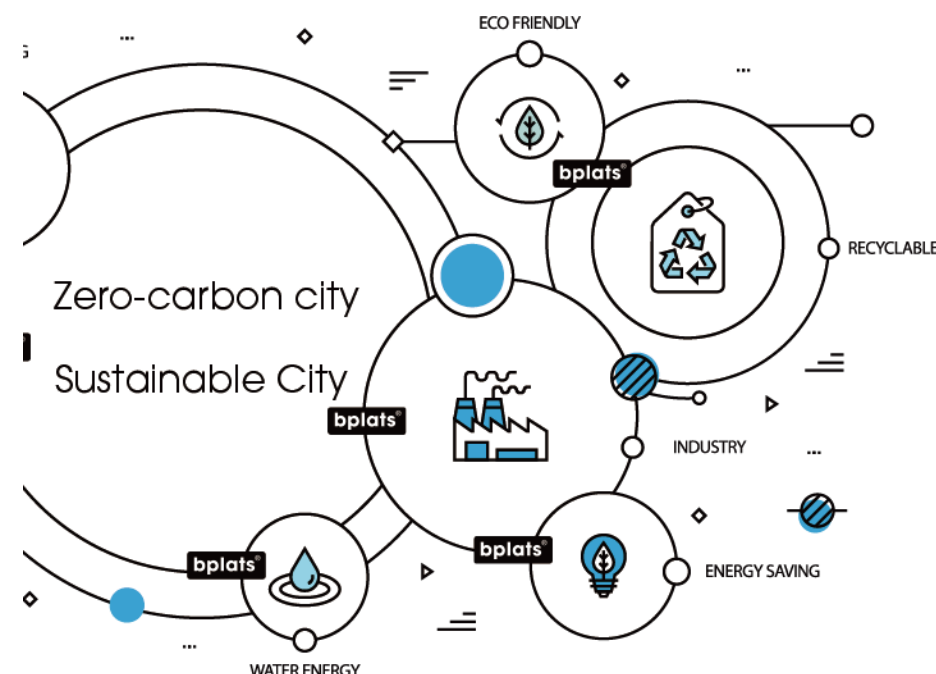 ECO FRIENDLY
bplats®
RECYCLABLE
Zero-carbon city
Sustainable City
bplats®
INDUSTRY
bplats®
ENERGY SAVING
bplats®
WATER ENERGY